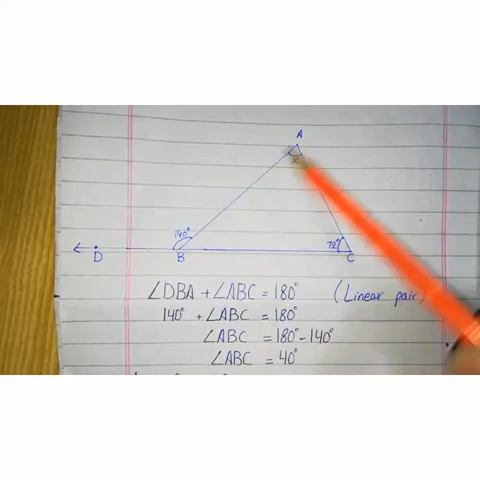 A
x
140°
72°
D B C
∠DBA + ∠ABC = 180° (Linear pair)
140° + ∠ABC = 180°
∠ABC = 180° - 140°
∠ABC = 40°